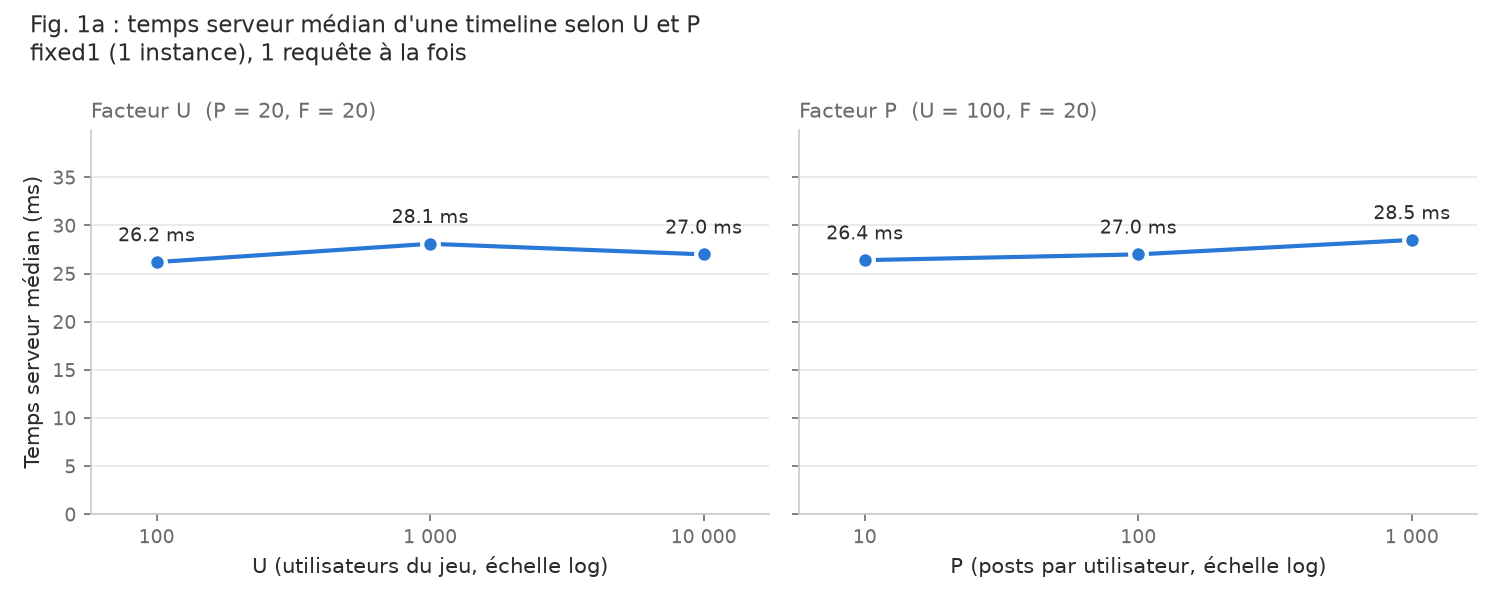 Fig. 1a : temps serveur médian d'une timeline selon U et P
fixed1 (1 instance), 1 requête à la fois
Facteur U  (P = 20, F = 20)
Temps serveur médian (ms)
35
30
25
20
15
10
5
0
26.2 ms
28.1 ms
27.0 ms
100
1 000
10 000
U (utilisateurs du jeu, échelle log)
Facteur P  (U = 100, F = 20)
26.4 ms
27.0 ms
28.5 ms
10
100
1 000
P (posts par utilisateur, échelle log)